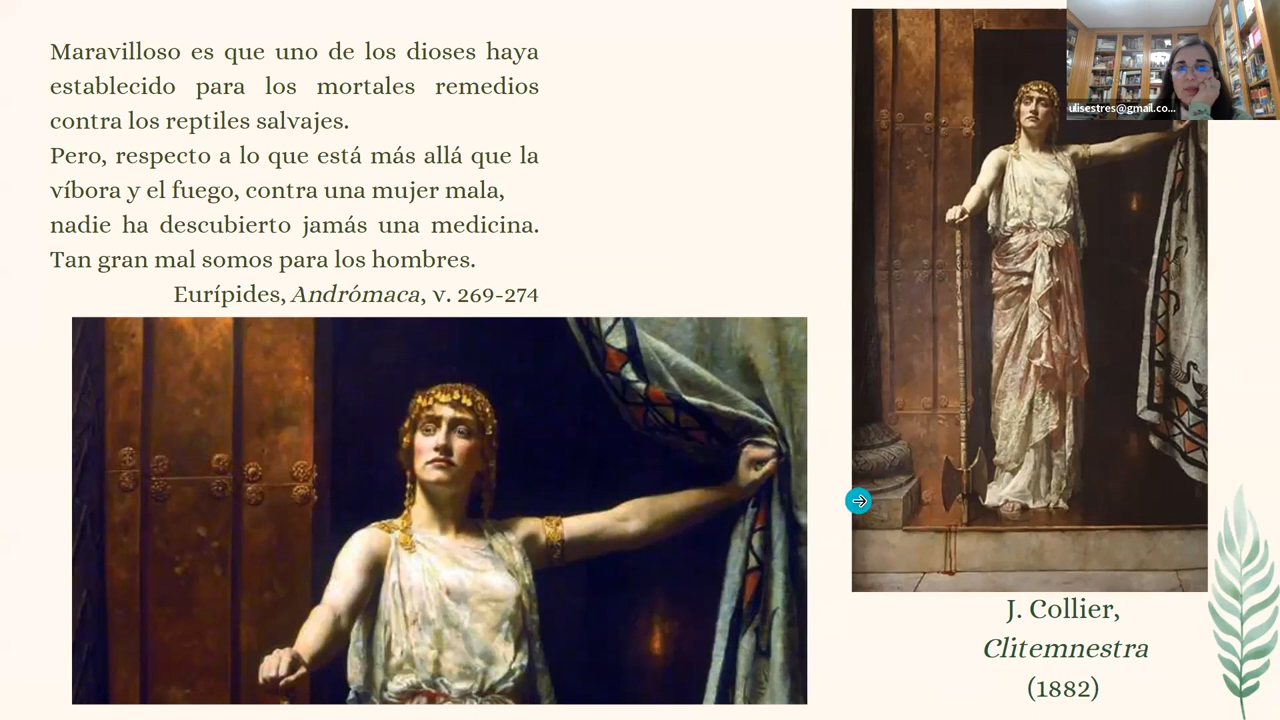 Maravilloso es que uno de los dioses haya
establecido para los mortales remedios
contra los reptiles salvajes.
Pero, respecto a lo que está más allá que la
víbora y el fuego, contra una mujer mala,
nadie ha descubierto jamás una medicina.
Tan gran mal somos para los hombres.
Eurípides, Andrómaca, v. 269-274
ulisestres@gmail.co...
J. Collier,
Clitemnestra
(1882)